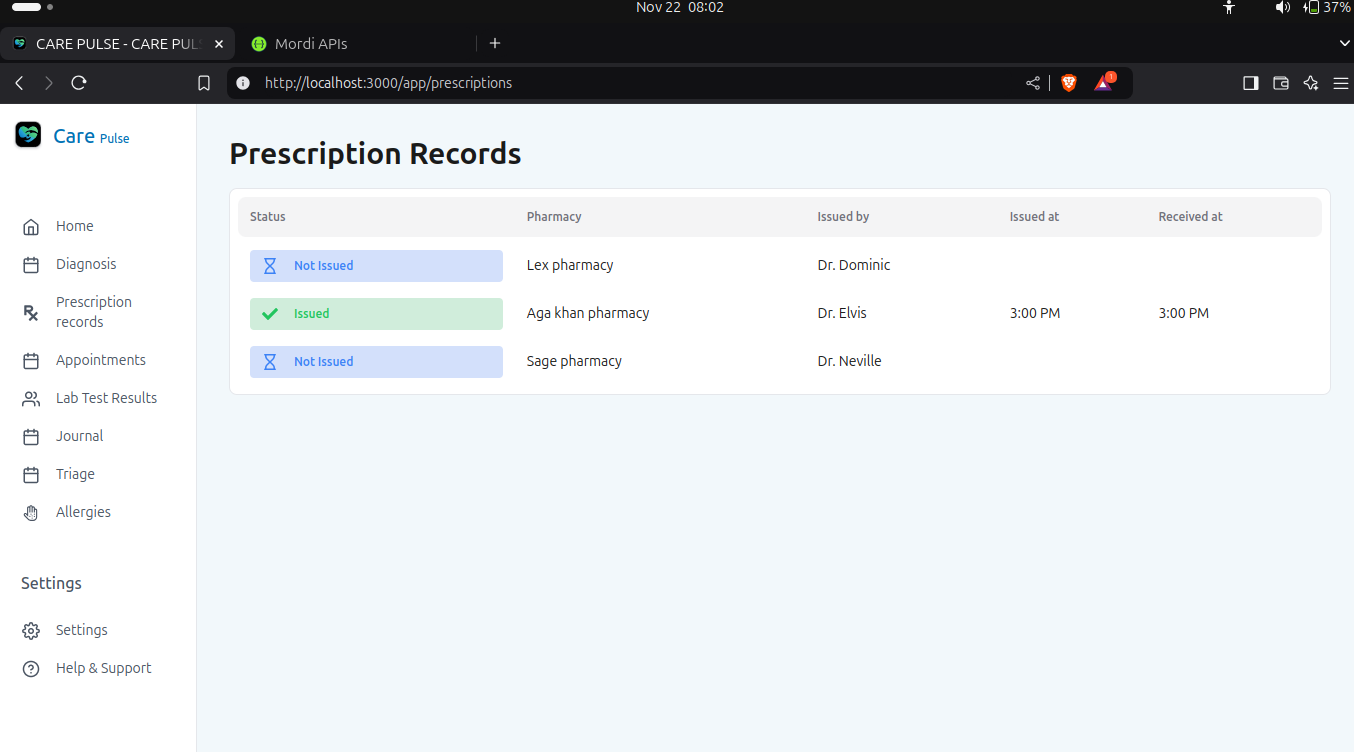 Nov 22 08:02
37%
CARE PULSE - CARE PUL
Mordi APIs
http://localhost:3000/app/prescriptions
1
Care Pulse
Home
Diagnosis
Prescription
records
Appointments
Lab Test Results
Journal
Triage
Allergies
Settings
Settings
Help & Support
Prescription Records
Status Pharmacy Issued by Issued at Received at
Not Issued Lex pharmacy Dr. Dominic
Issued Aga khan pharmacy Dr. Elvis 3:00 PM 3:00 PM
Not Issued Sage pharmacy Dr. Neville